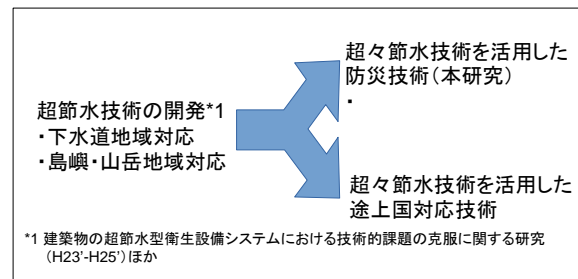 超々節水技術を活用した
防災技術（本研究）
・
超節水技術の開発*1
・下水道地域対応
・島嶼・山岳地域対応
超々節水技術を活用した
途上国対応技術
*1 建築物の超節水型衛生設備システムにおける技術的課題の克服に関する研究
（H23'-H25'）ほか